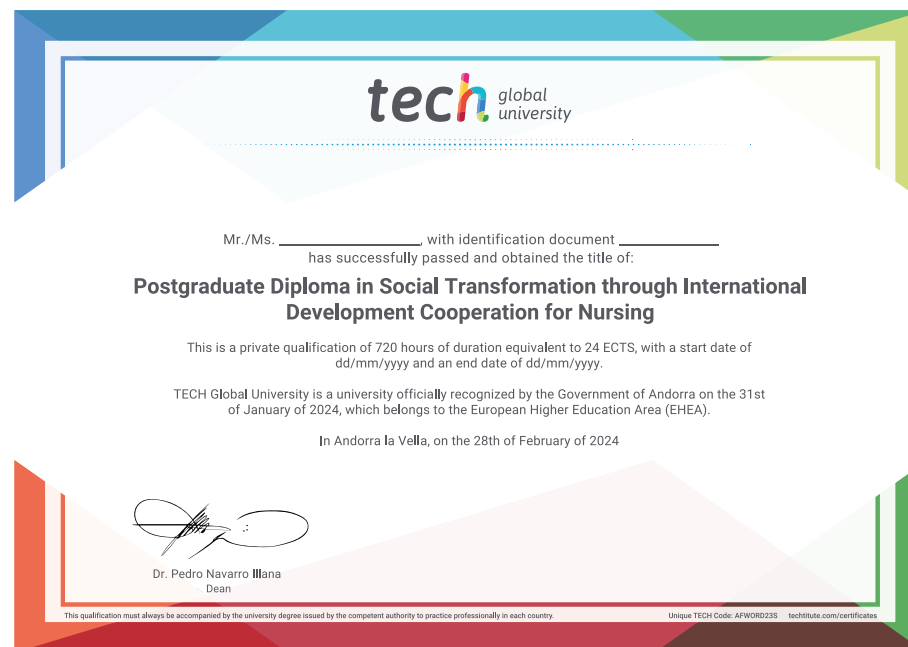 tech global
university
Mr./Ms. ____________, with identification document ____________
has successfully passed and obtained the title of:
Postgraduate Diploma in Social Transformation through International
Development Cooperation for Nursing
This is a private qualification of 720 hours of duration equivalent to 24 ECTS, with a start date of
dd/mm/yyyy and an end date of dd/mm/yyyy.
TECH Global University is a university officially recognized by the Government of Andorra on the 31st
of January of 2024, which belongs to the European Higher Education Area (EHEA).
In Andorra la Vella, on the 28th of February of 2024
Dr. Pedro Navarro Illana
Dean
This qualification must always be accompanied by the university degree issued by the competent authority to practice professionally in each country.
Unique TECH Code: AFWORD23S techtitute.com/certificates